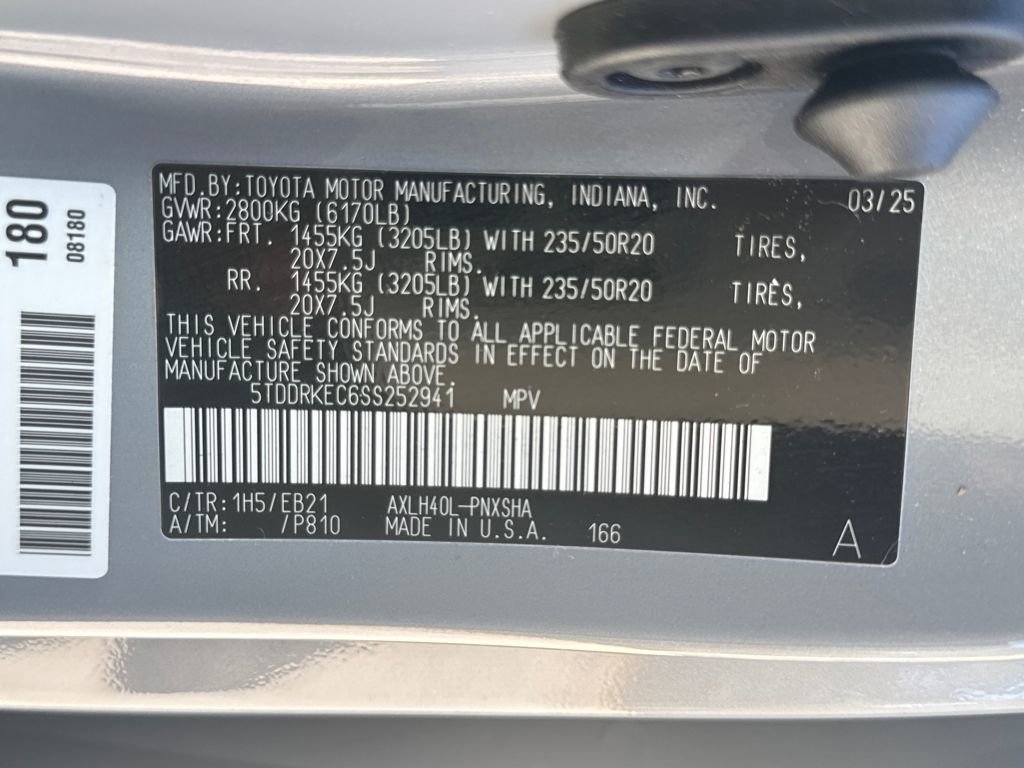 MFD.BY:TOYOTA MOTOR MANUFACTURING, INDIANA, INC. 03/25
GVWR:2800KG (6170LB)
GAWR:FRT. 1455KG (3205LB) WITH 235/50R20 TIRES,
20X7.5J RIMS.
RR. 1455KG (3205LB) WITH 235/50R20 TIRES,
20X7.5J RIMS.
THIS VEHICLE CONFORMS TO ALL APPLICABLE FEDERAL MOTOR
VEHICLE SAFETY STANDARDS IN EFFECT ON THE DATE OF
MANUFACTURE SHOWN ABOVE.
5TDDRKEC6SS252941 MPV
C/TR:1H5/EB21 AXLH40L-PNXSHA
A/TM: /P810 MADE IN U.S.A. 166 A
180
08180